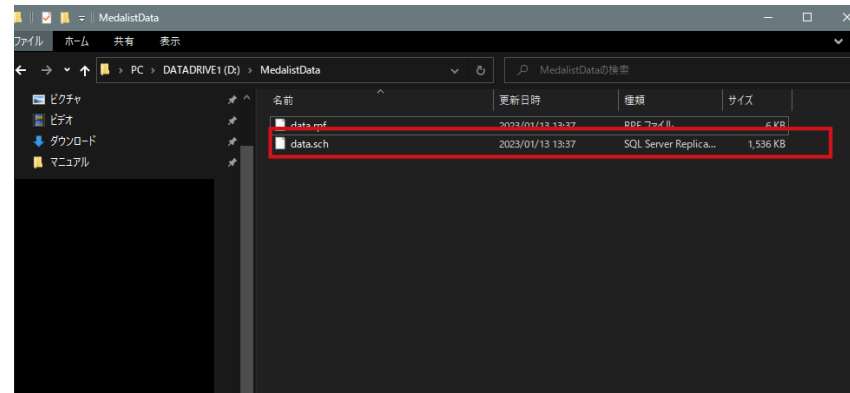 MedalistData
ファイル ホーム 共有 表示
PC > DATADRIVE1 (D:) > MedalistData
MedalistDataの検索
ピクチャ
ビデオ
ダウンロード
マニュアル
名前 更新日時 種類 サイズ
data.rpf 2023/01/13 13:37 RPF ファイル 6 KB
data.sch 2023/01/13 13:37 SQL Server Replica... 1,536 KB